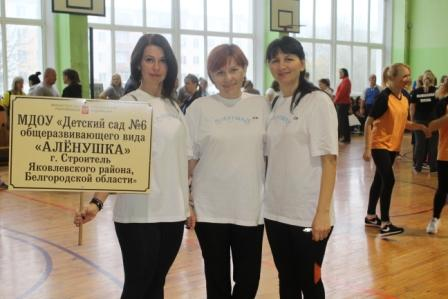 МДОУ «Детский сад №6
общеразвивающего вида
«АЛЁНУШКА»
г. Строитель
Яковлевского района,
Белгородской области»